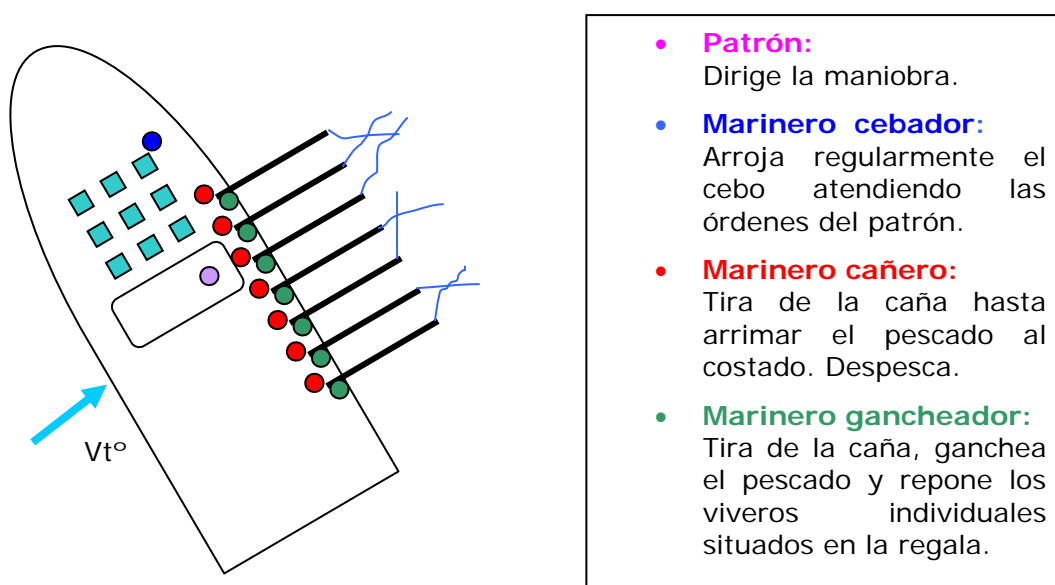 Vtº
• Patrón:
Dirige la maniobra.
• Marinero cebador:
Arroja regularmente el
cebo atendiendo las
órdenes del patrón.
• Marinero cañero:
Tira de la caña hasta
arrimar el pescado al
costado. Despesca.
• Marinero gancheador:
Tira de la caña, ganchea
el pescado y repone los
viveros individuales
situados en la regala.